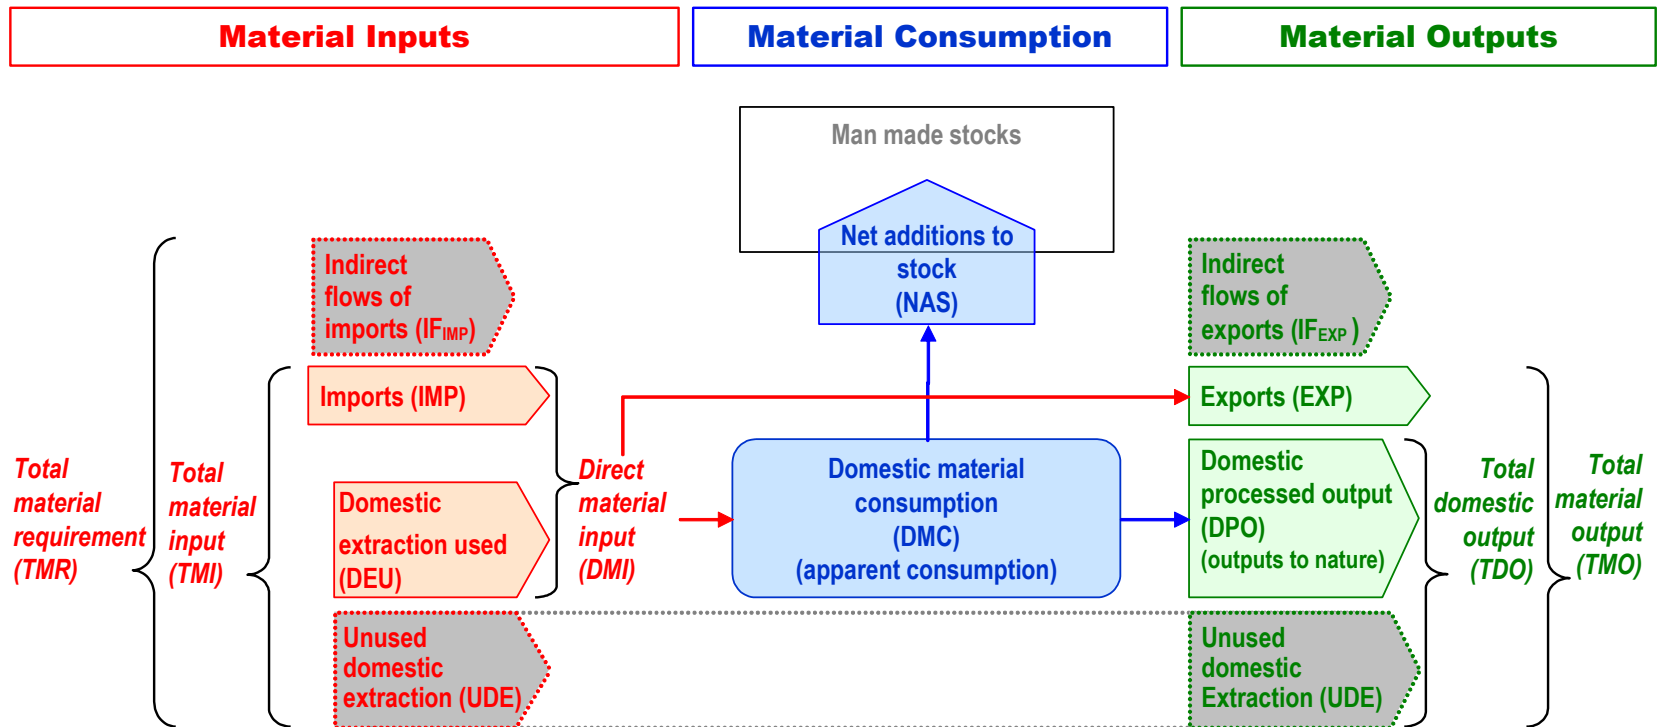 Material Inputs
Material Consumption
Material Outputs
Man made stocks
Net additions to
stock
(NAS)
Indirect
flows of
imports (IFIMP)
Indirect
flows of
exports (IFEXP )
Imports (IMP)
Exports (EXP)
Total
material
requirement
(TMR)
Total
material
input
(TMI)
Domestic
extraction used
(DEU)
Direct
material
input
(DMI)
Domestic material
consumption
(DMC)
(apparent consumption)
Domestic
processed output
(DPO)
(outputs to nature)
Total
domestic
output
(TDO)
Total
material
output
(TMO)
Unused
domestic
extraction (UDE)
Unused
domestic
Extraction (UDE)